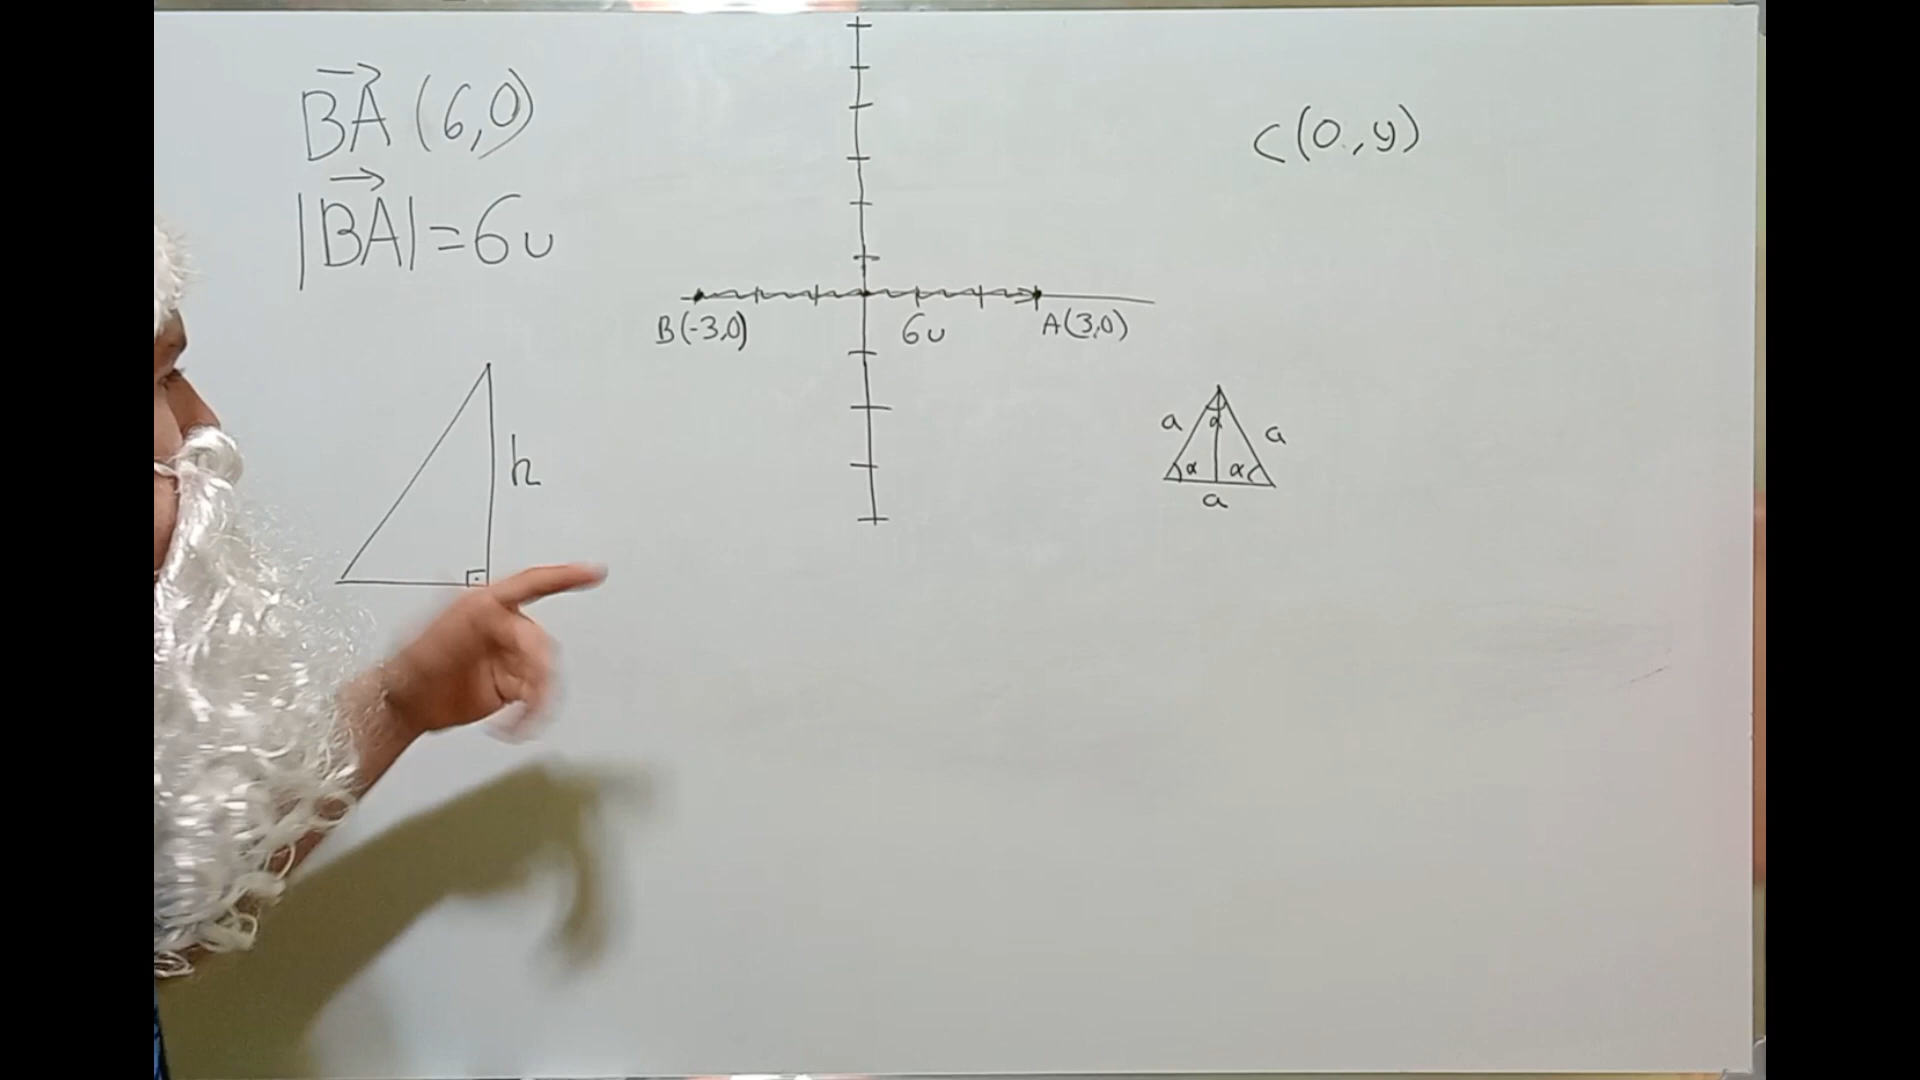 BA (6,0)
|BA| = 6u
C(0,y)
B(-3,0)
6u
A(3,0)
h
a
α
a
α
α
a